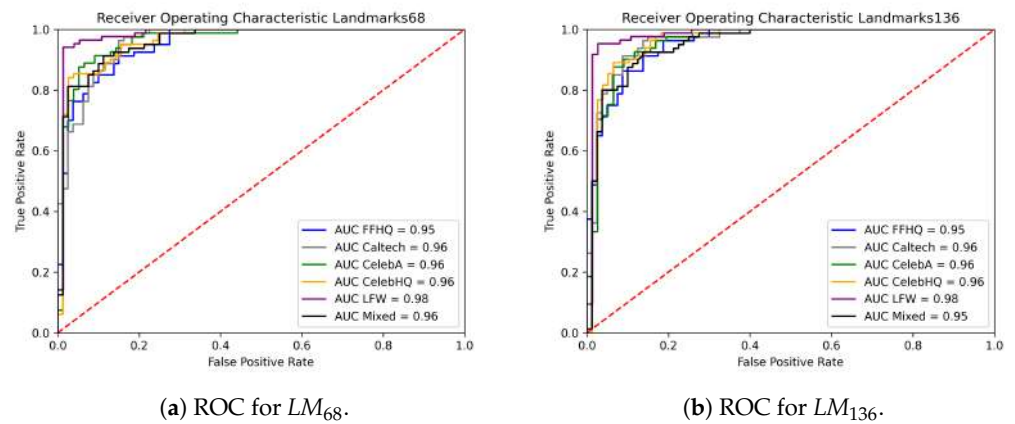 Receiver Operating Characteristic Landmarks68
1.0
0.8
0.6
0.4
0.2
0.0
True Positive Rate
AUC FFHQ = 0.95
AUC Caltech = 0.96
AUC CelebA = 0.96
AUC CelebHQ = 0.96
AUC LFW = 0.98
AUC Mixed = 0.96
0.0 0.2 0.4 0.6 0.8 1.0
False Positive Rate
(a) ROC for LM68.
Receiver Operating Characteristic Landmarks136
1.0
0.8
0.6
0.4
0.2
0.0
True Positive Rate
AUC FFHQ = 0.95
AUC Caltech = 0.96
AUC CelebA = 0.96
AUC CelebHQ = 0.96
AUC LFW = 0.98
AUC Mixed = 0.95
0.0 0.2 0.4 0.6 0.8 1.0
False Positive Rate
(b) ROC for LM136.